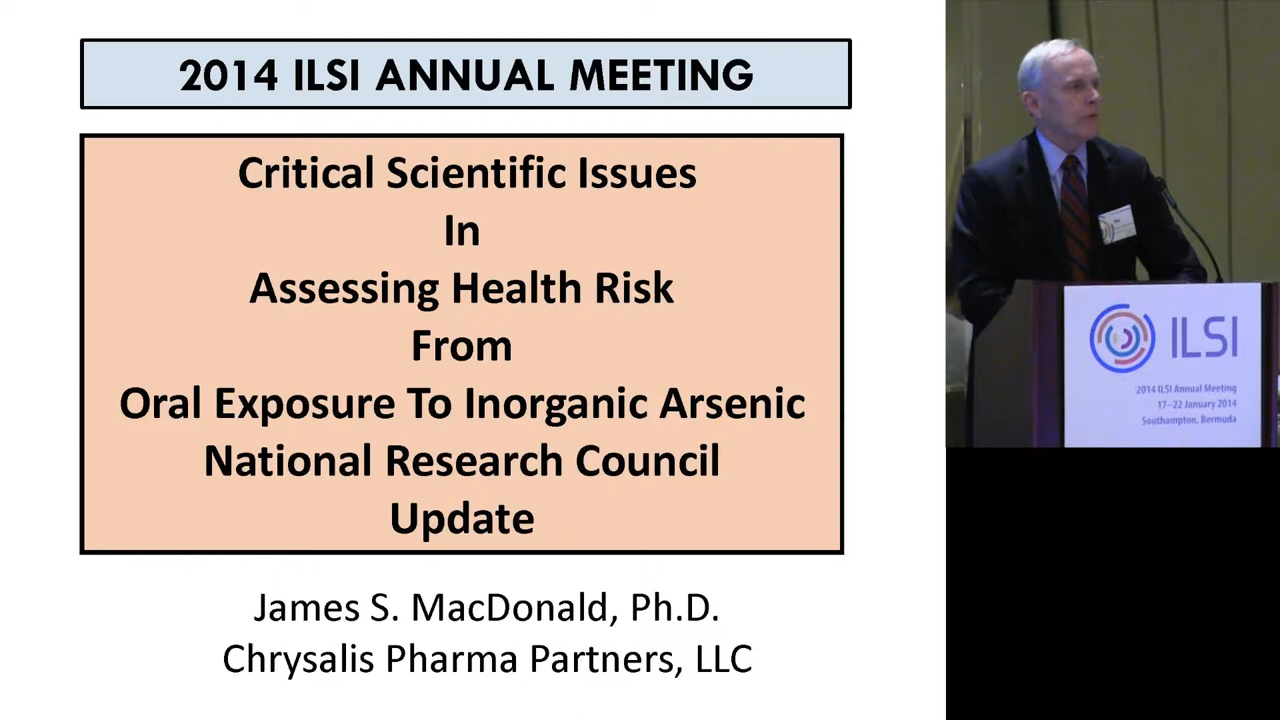 2014 ILSI ANNUAL MEETING
Critical Scientific Issues
In
Assessing Health Risk
From
Oral Exposure To Inorganic Arsenic
National Research Council
Update
James S. MacDonald, Ph.D.
Chrysalis Pharma Partners, LLC
ILSI
2014 ILSI Annual Meeting
17–22 January 2014
Southampton, Bermuda